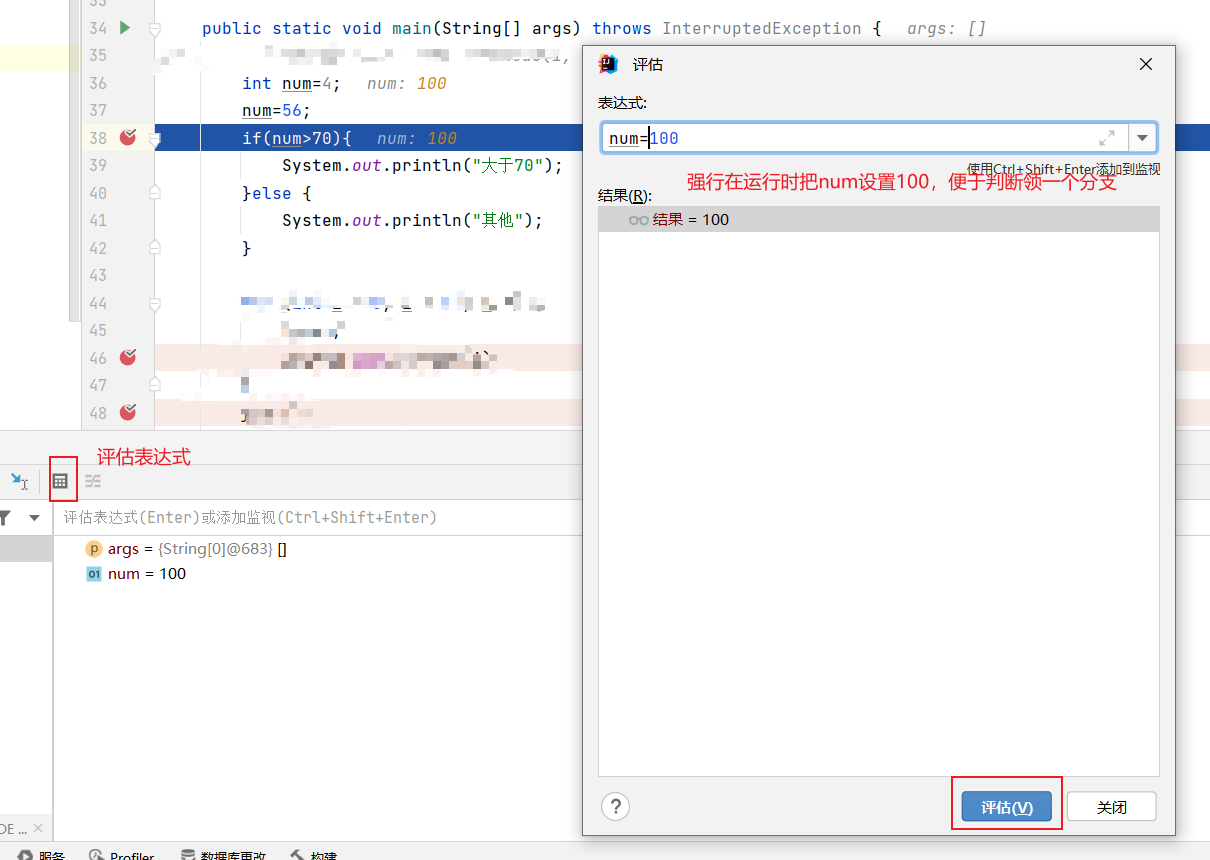 33
34 public static void main(String[] args) throws InterruptedException { args: []
35
36 int num=4; num: 100
37 num=56;
38 if(num>70){ num: 100
39 System.out.println("大于70");
40 }else {
41 System.out.println("其他");
42 }
43
44
45
46
47
48
评估表达式
评估表达式(Enter)或添加监视(Ctrl+Shift+Enter)
p args = {String[0]@683} []
01 num = 100
DE ...
服务 Profiler 数据库更改 构建
评估
表达式:
num=100
使用Ctrl+Shift+Enter添加到监视
强行在运行时把num设置100，便于判断领一个分支
结果(R):
结果 = 100
?
评估(V) 关闭